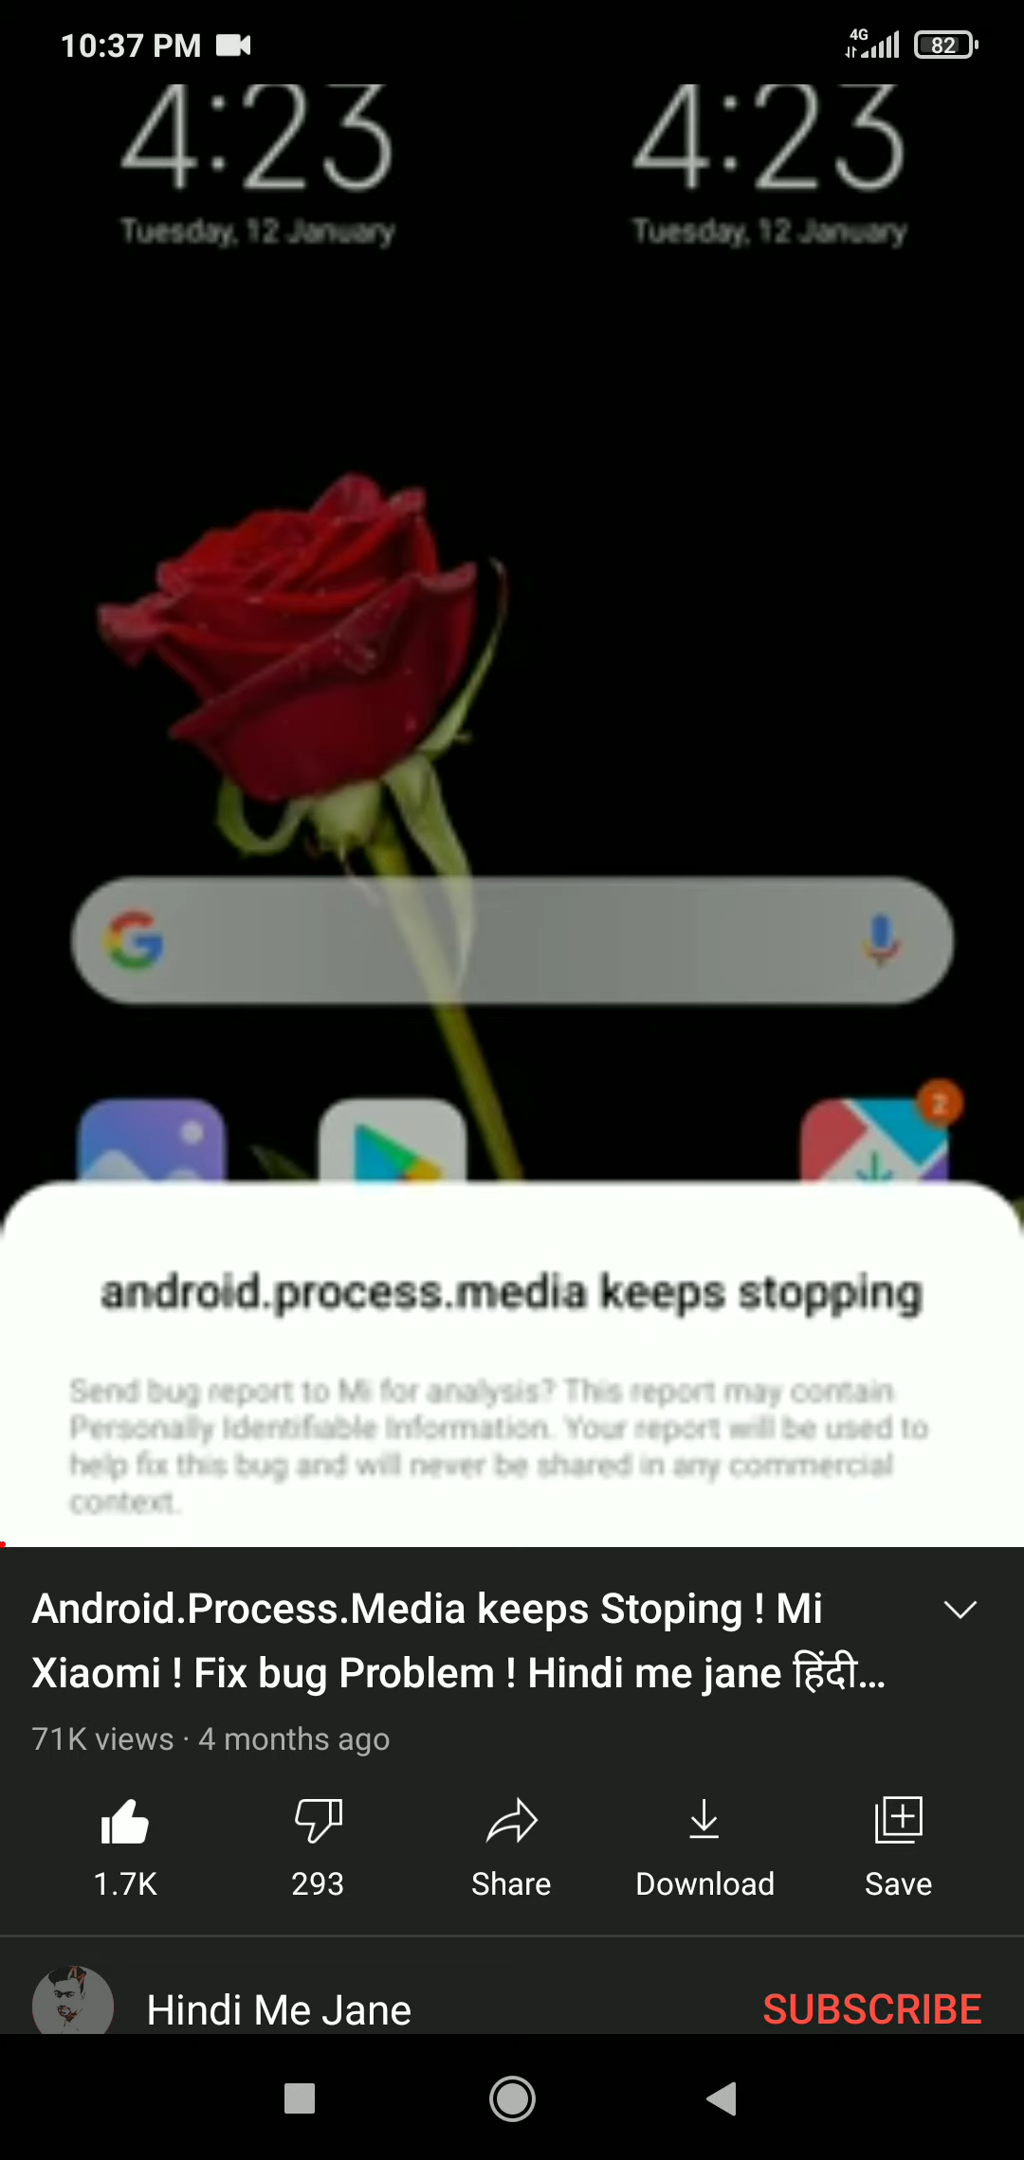 10:37 PM
4G
82
4:23 4:23
Tuesday, 12 January Tuesday, 12 January
G
2
android.process.media keeps stopping
Send bug report to Mi for analysis? This report may contain
Personally Identifiable Information. Your report will be used to
help fix this bug and will never be shared in any commercial
context.
Android.Process.Media keeps Stoping ! Mi
Xiaomi ! Fix bug Problem ! Hindi me jane हिंदी...
71K views · 4 months ago
1.7K 293 Share Download Save
Hindi Me Jane SUBSCRIBE